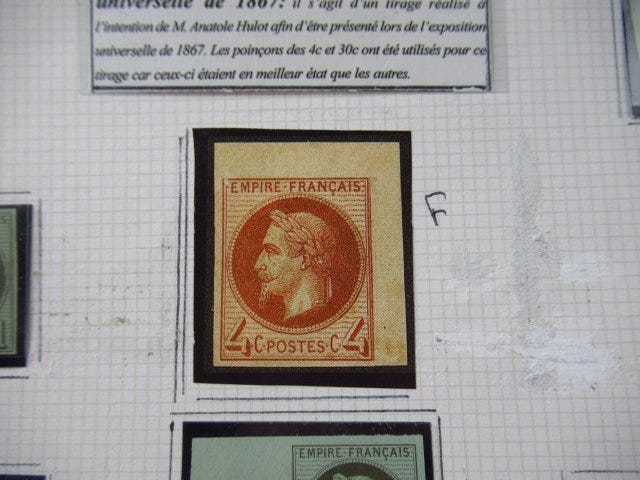 universelle de 1867: il s'agit d'un tirage réalisé à
l'intention de M. Anatole Hulot afin d'être présenté lors de l'exposition
universelle de 1867. Les poinçons des 4c et 30c ont été utilisés pour ce
tirage car ceux-ci étaient en meilleur état que les autres.
EMPIRE·FRANÇAIS
4 C·POSTES·C· 4
F
EMPIRE·FRANÇAIS